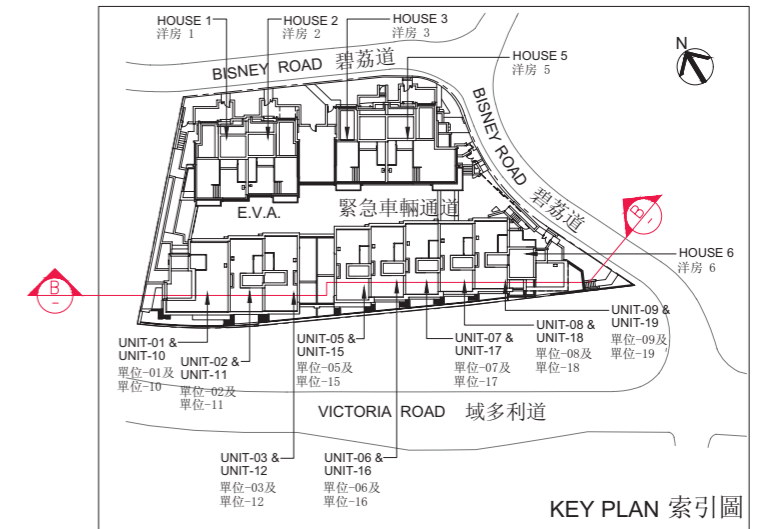 HOUSE 1
洋房 1
HOUSE 2
洋房 2
HOUSE 3
洋房 3
HOUSE 5
洋房 5
N
BISNEY ROAD 碧荔道
BISNEY ROAD 碧荔道
E.V.A. 緊急車輛通道
B
B
HOUSE 6
洋房 6
UNIT-01 &
UNIT-10
單位-01及
單位-10
UNIT-02 &
UNIT-11
單位-02及
單位-11
UNIT-05 &
UNIT-15
單位-05及
單位-15
UNIT-07 &
UNIT-17
單位-07及
單位-17
UNIT-08 &
UNIT-18
單位-08及
單位-18
UNIT-09 &
UNIT-19
單位-09及
單位-19
VICTORIA ROAD 域多利道
UNIT-03 &
UNIT-12
單位-03及
單位-12
UNIT-06 &
UNIT-16
單位-06及
單位-16
KEY PLAN 索引圖